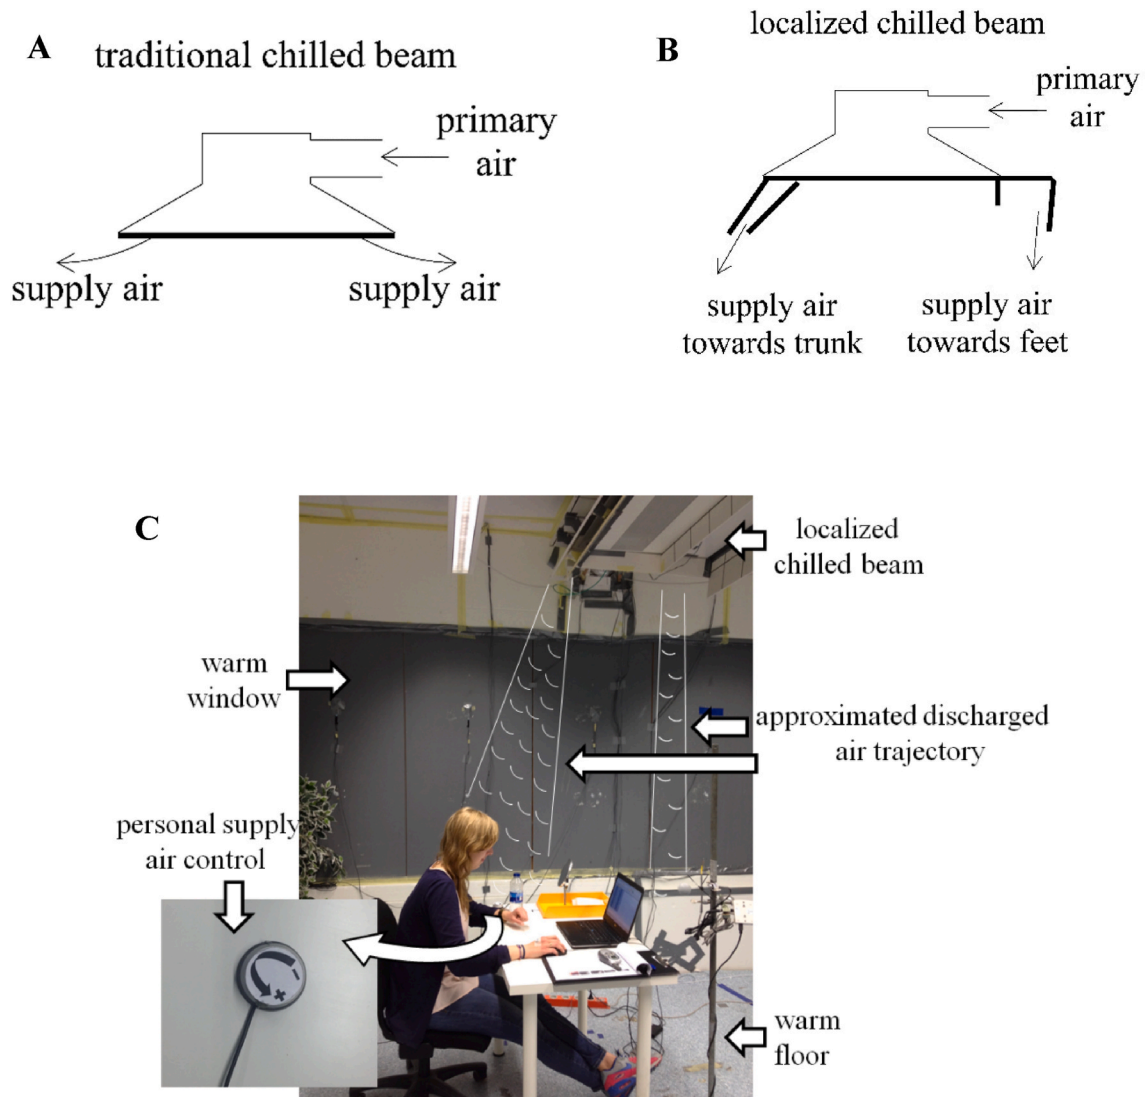 A
traditional chilled beam
primary
air
supply air
supply air
B
localized chilled beam
primary
air
supply air
towards trunk
supply air
towards feet
C
localized
chilled beam
warm
window
approximated discharged
air trajectory
personal supply
air control
warm
floor